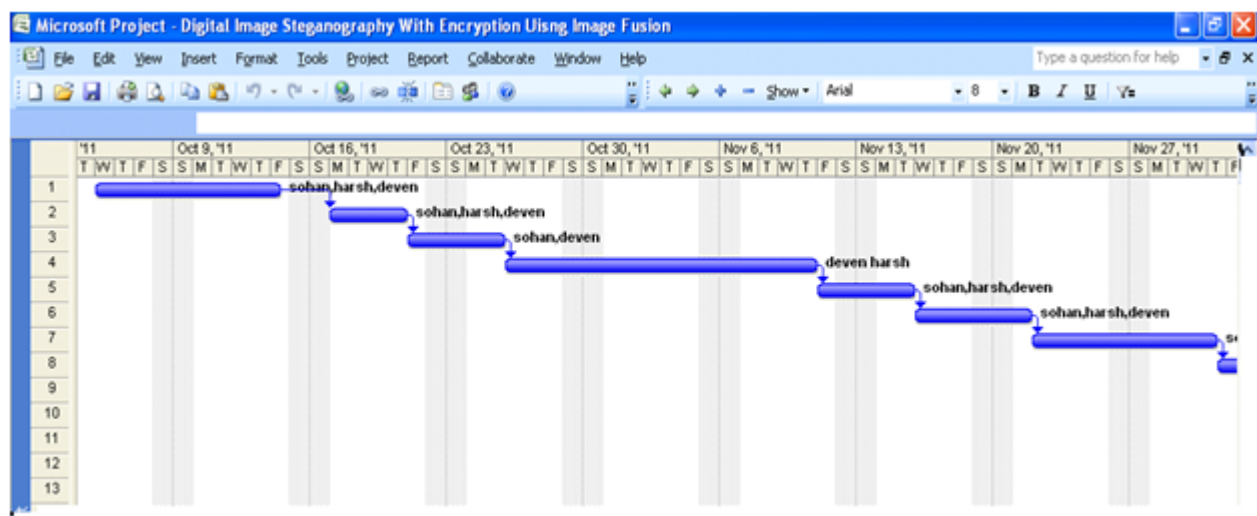 Microsoft Project - Digital Image Steganography With Encryption Uisng Image Fusion
File Edit View Insert Format Tools Project Report Collaborate Window Help Type a question for help
Show Arial 8 B I U
'11 Oct 9, '11 Oct 16, '11 Oct 23, '11 Oct 30, '11 Nov 6, '11 Nov 13, '11 Nov 20, '11 Nov 27, '11
T W T F S S M T W T F S S M T W T F S S M T W T F S S M T W T F S S M T W T F S S M T W T F S S M T W T F S S M T W T F
1 sohan,harsh,deven
2 sohan,harsh,deven
3 sohan,deven
4 deven harsh
5 sohan,harsh,deven
6 sohan,harsh,deven
7
8
9
10
11
12
13